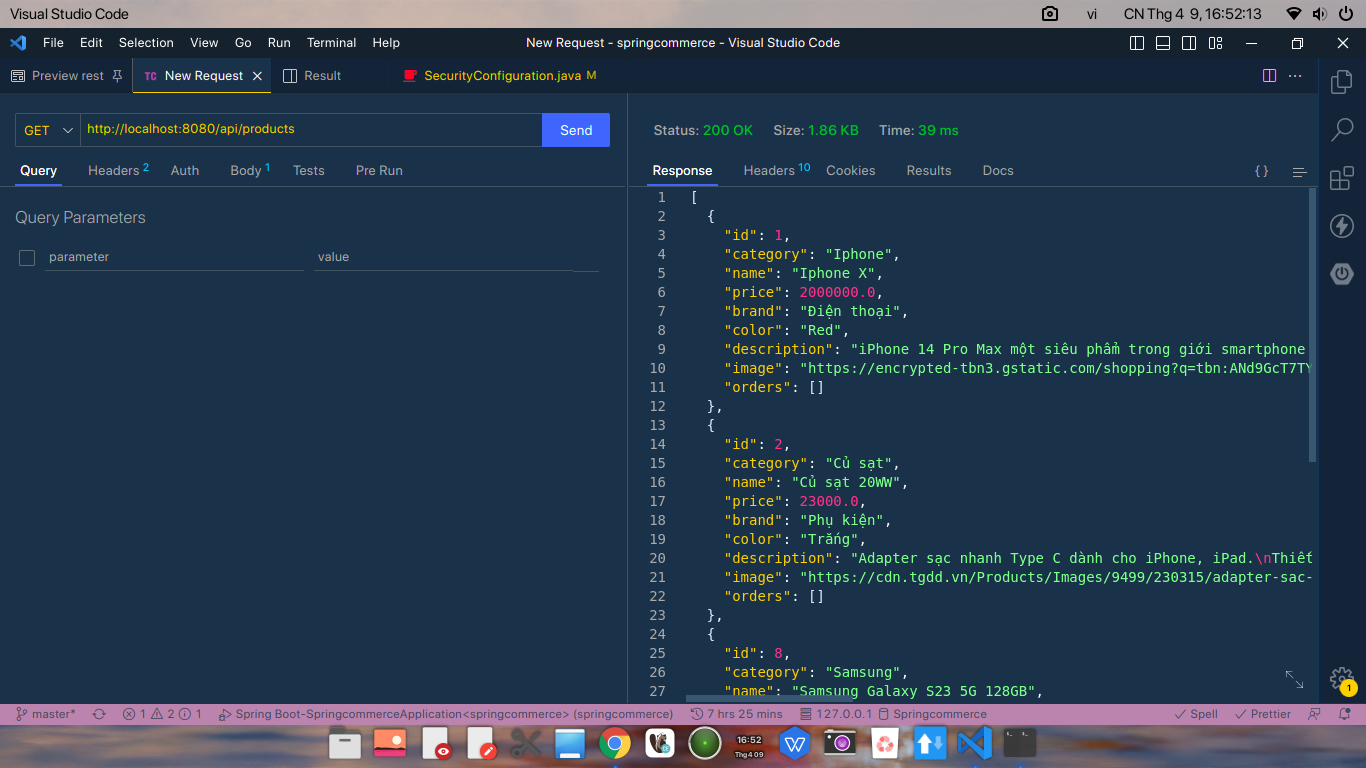 Visual Studio Code
vi
CN Thg 4 9, 16:52:13
File Edit Selection View Go Run Terminal Help
New Request - springcommerce - Visual Studio Code
Preview rest
TC New Request
Result
SecurityConfiguration.java M
GET
http://localhost:8080/api/products
Send
Query Headers 2 Auth Body 1 Tests Pre Run
Query Parameters
parameter value
Status: 200 OK Size: 1.86 KB Time: 39 ms
Response Headers 10 Cookies Results Docs { }
1 [
2 {
3 "id": 1,
4 "category": "Iphone",
5 "name": "Iphone X",
6 "price": 2000000.0,
7 "brand": "Điện thoại",
8 "color": "Red",
9 "description": "iPhone 14 Pro Max một siêu phẩm trong giới smartphone
10 "image": "https://encrypted-tbn3.gstatic.com/shopping?q=tbn:ANd9GcT7TY
11 "orders": []
12 },
13 {
14 "id": 2,
15 "category": "Củ sạt",
16 "name": "Củ sạt 20WW",
17 "price": 23000.0,
18 "brand": "Phụ kiện",
19 "color": "Trắng",
20 "description": "Adapter sạc nhanh Type C dành cho iPhone, iPad.\nThiết
21 "image": "https://cdn.tgdd.vn/Products/Images/9499/230315/adapter-sac-
22 "orders": []
23 },
24 {
25 "id": 8,
26 "category": "Samsung",
27 "name": "Samsung Galaxy S23 5G 128GB",
1
master* 1 2 1 Spring Boot-SpringcommerceApplication<springcommerce> (springcommerce) 7 hrs 25 mins 127.0.0.1 Springcommerce Spell Prettier
16:52
Thg4 09